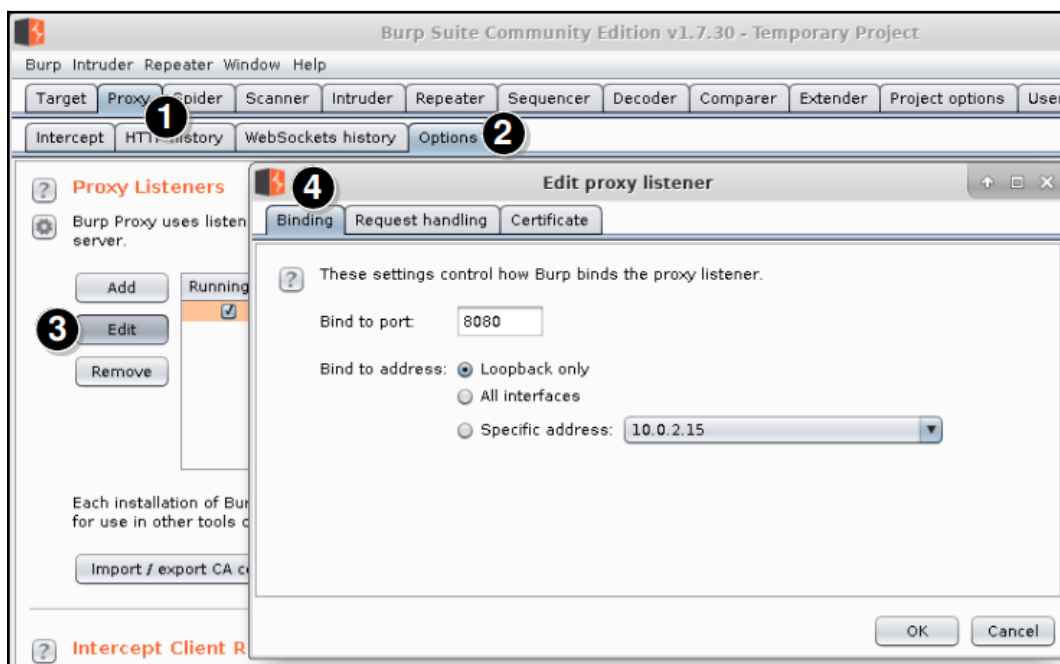 Burp Suite Community Edition v1.7.30 - Temporary Project
Burp Intruder Repeater Window Help
Target Proxy Spider Scanner Intruder Repeater Sequencer Decoder Comparer Extender Project options User
1
Intercept HTTP history WebSockets history Options 2
4 Edit proxy listener
? Proxy Listeners
Binding Request handling Certificate
Burp Proxy uses listen
server.
? These settings control how Burp binds the proxy listener.
Add Running
Bind to port: 8080
3 Edit
Bind to address: Loopback only
Remove
All interfaces
Specific address: 10.0.2.15
Each installation of Bur
for use in other tools
Import / export CA
OK Cancel
? Intercept Client R